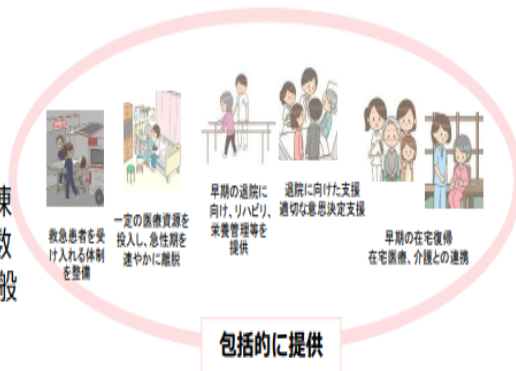 棟
数
般
救急患者を受
け入れる体制
を整備
一定の医療資源を
投入し、急性期を
速やかに離脱
早期の退院に
向け、リハビリ、
栄養管理等を
提供
退院に向けた支援
適切な意思決定支援
早期の在宅復帰
在宅医療、介護との連携
包括的に提供